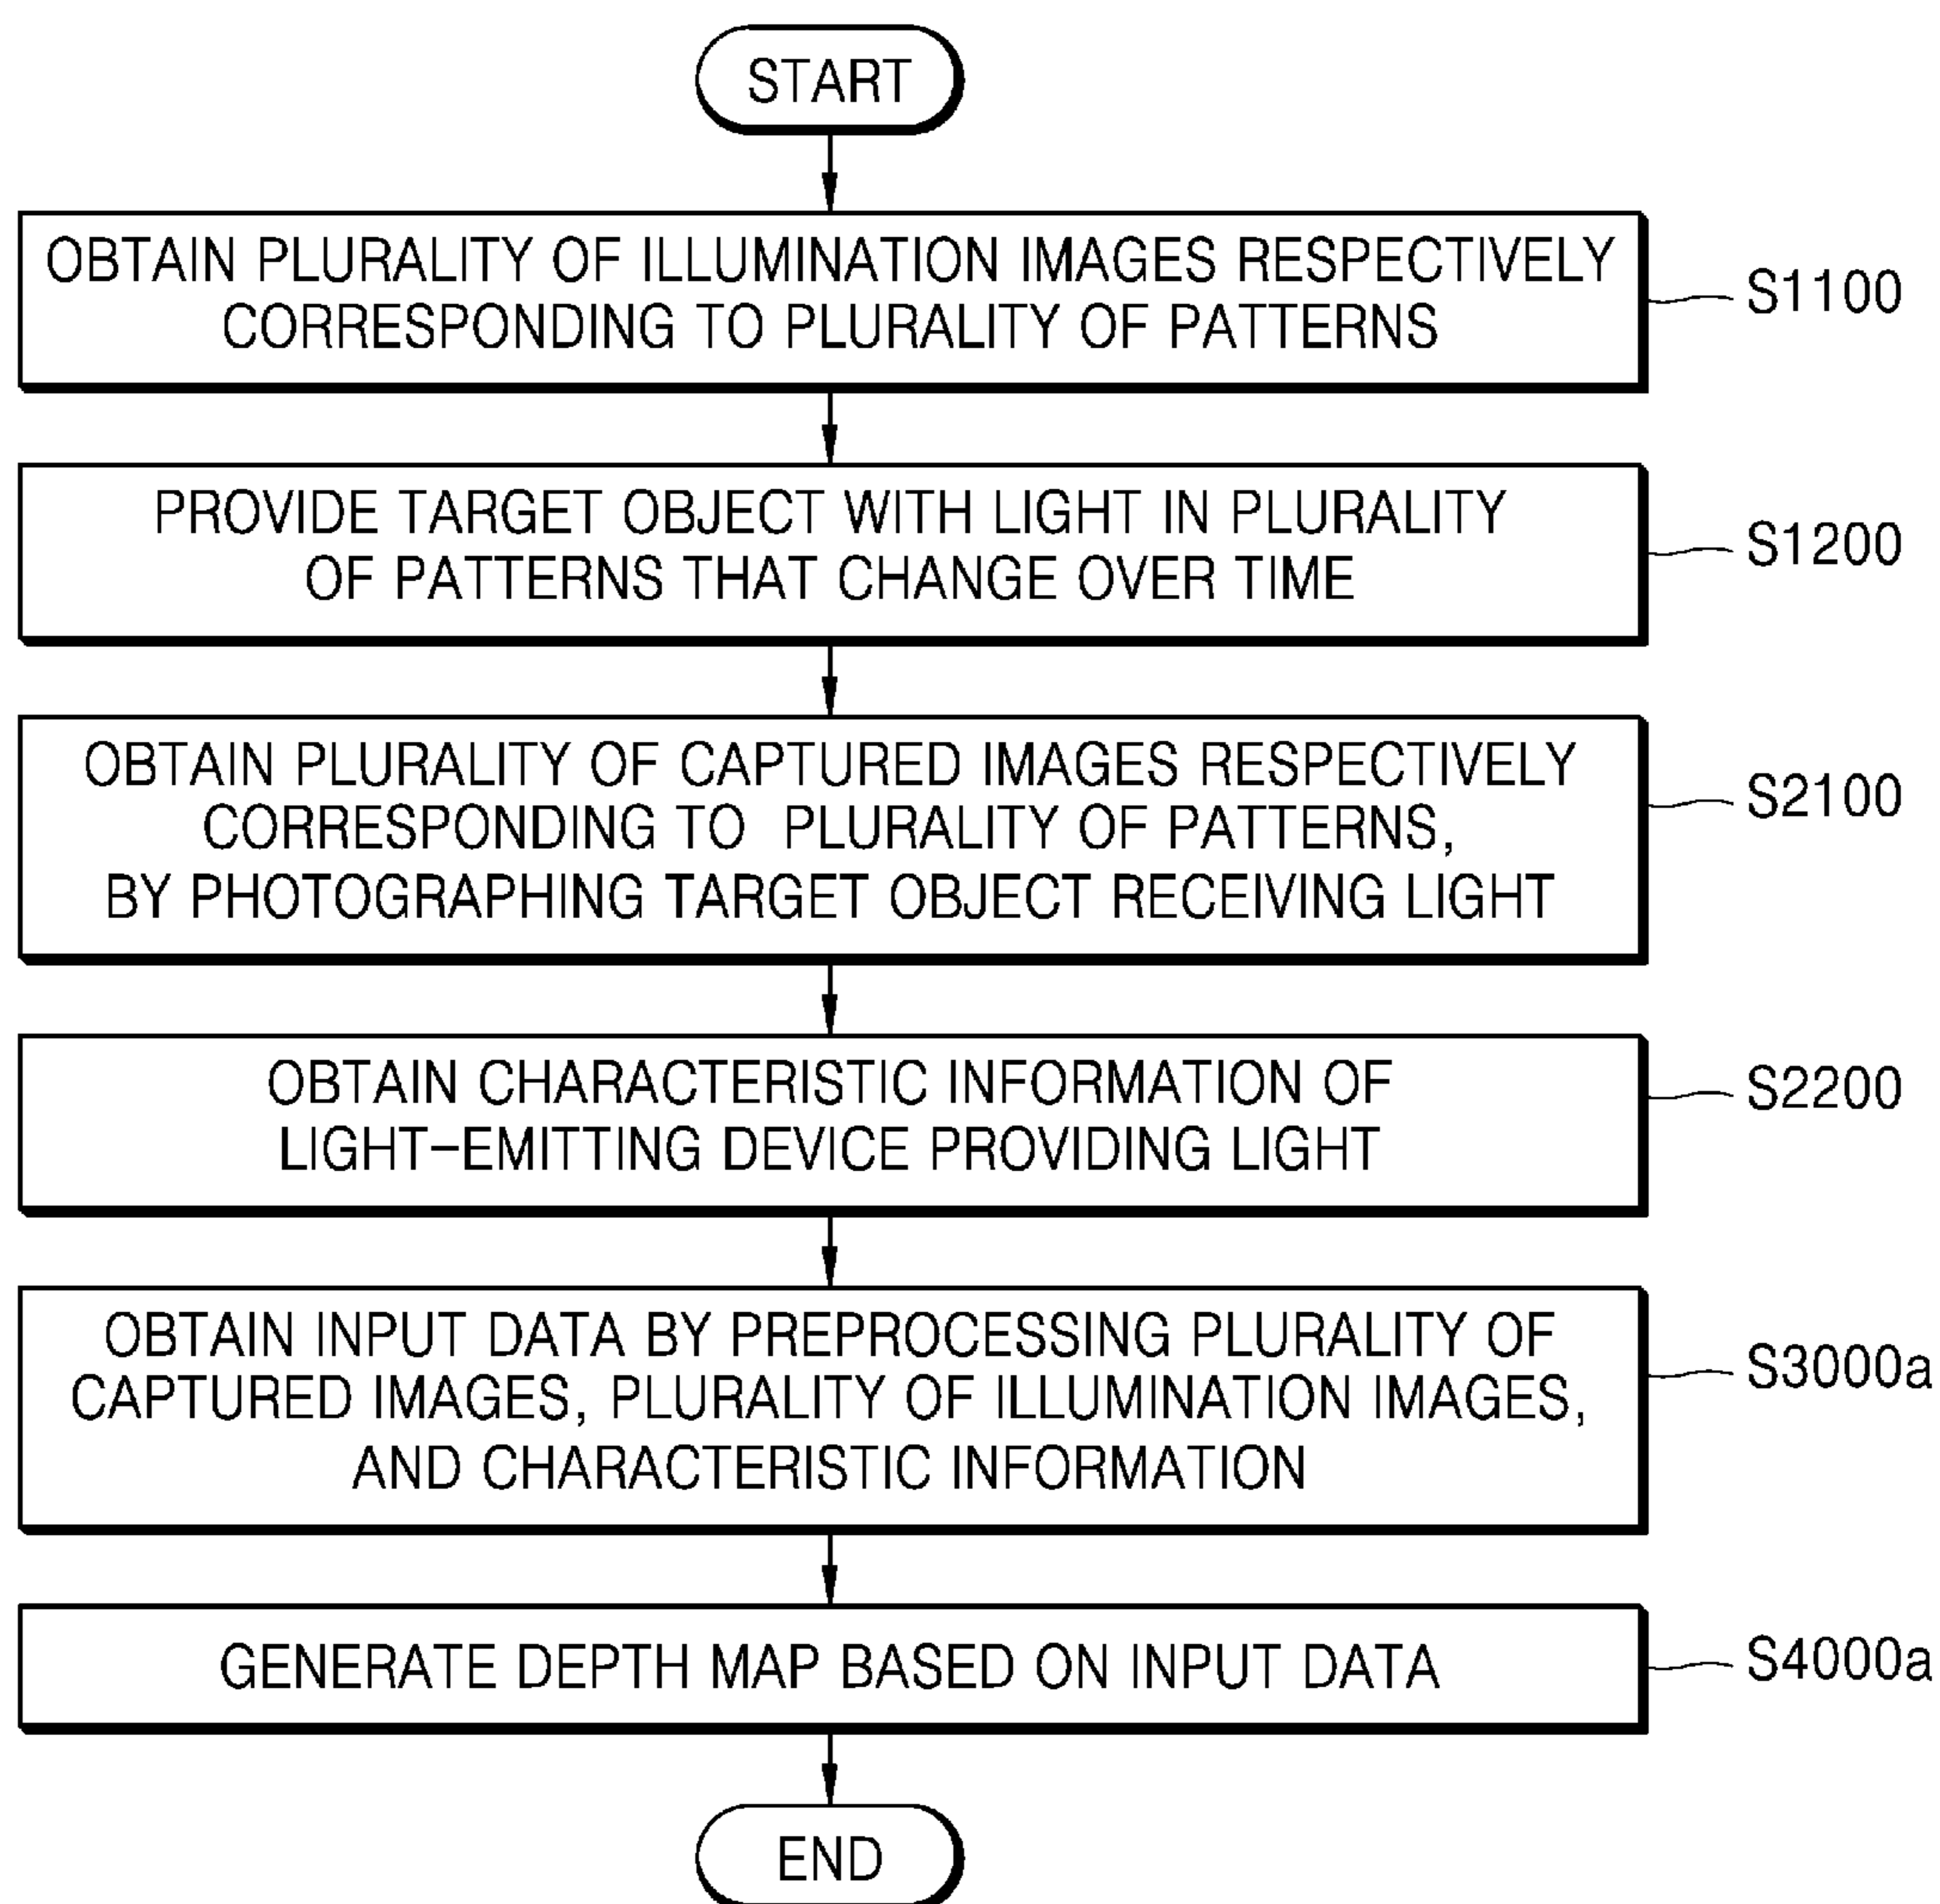 START
OBTAIN PLURALITY OF ILLUMINATION IMAGES RESPECTIVELY
CORRESPONDING TO PLURALITY OF PATTERNS
S1100
PROVIDE TARGET OBJECT WITH LIGHT IN PLURALITY
OF PATTERNS THAT CHANGE OVER TIME
S1200
OBTAIN PLURALITY OF CAPTURED IMAGES RESPECTIVELY
CORRESPONDING TO PLURALITY OF PATTERNS,
BY PHOTOGRAPHING TARGET OBJECT RECEIVING LIGHT
S2100
OBTAIN CHARACTERISTIC INFORMATION OF
LIGHT-EMITTING DEVICE PROVIDING LIGHT
S2200
OBTAIN INPUT DATA BY PREPROCESSING PLURALITY OF
CAPTURED IMAGES, PLURALITY OF ILLUMINATION IMAGES,
AND CHARACTERISTIC INFORMATION
S3000a
GENERATE DEPTH MAP BASED ON INPUT DATA
S4000a
END